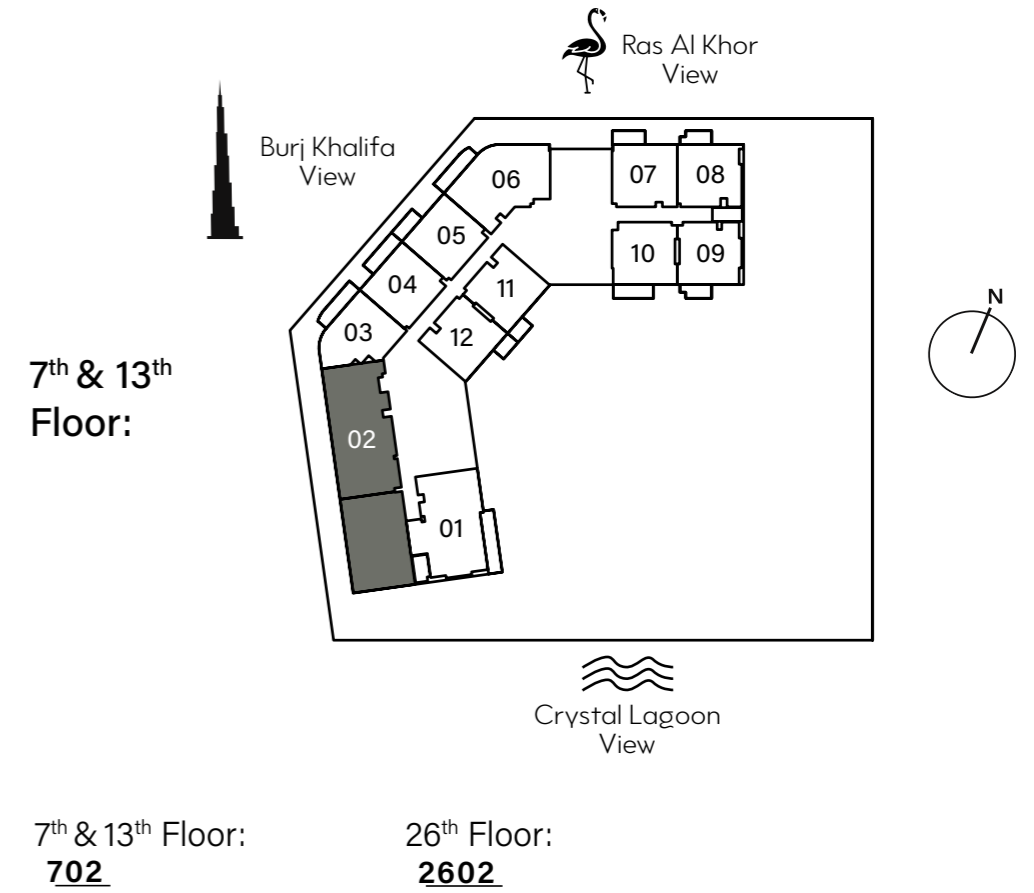 Ras Al Khor
View
Burj Khalifa
View
06
07
08
05
10
09
04
11
N
03
12
7th & 13th
Floor:
02
01
Crystal Lagoon
View
7th & 13th Floor:
702
26th Floor:
2602